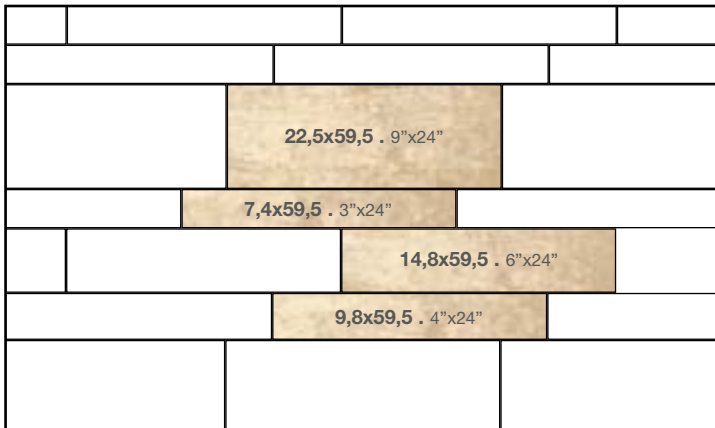 22,5x59,5 . 9”x24”
7,4x59,5 . 3”x24”
14,8x59,5 . 6”x24”
9,8x59,5 . 4”x24”